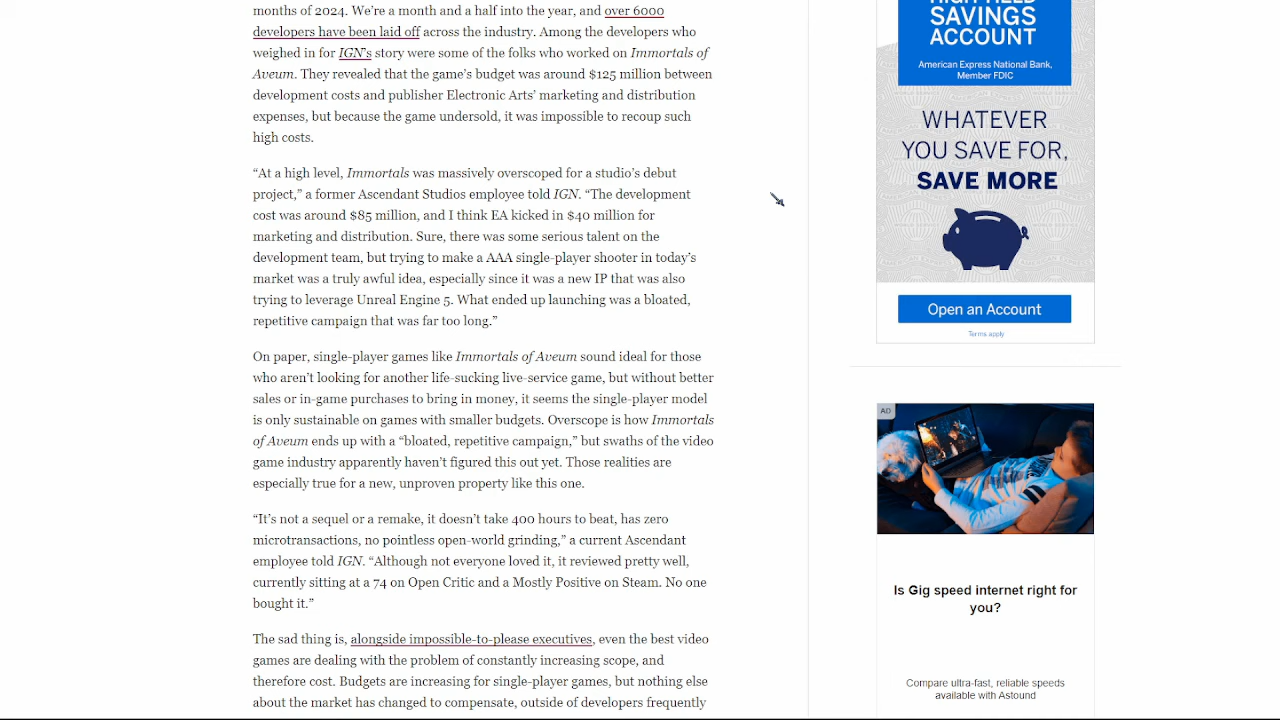 months of 2024. We're a month and a half into the year, and over 6000
developers have been laid off across the industry. Among the developers who
weighed in for IGN's story were some of the folks who worked on Immortals of
Aveum. They revealed that the game's budget was around $125 million between
development costs and publisher Electronic Arts' marketing and distribution
expenses, but because the game undersold, it was impossible to recoup such
high costs.
“At a high level, Immortals was massively overscoped for a studio's debut
project,” a former Ascendant Studios employee told IGN. “The development
cost was around $85 million, and I think EA kicked in $40 million for
marketing and distribution. Sure, there was some serious talent on the
development team, but trying to make a AAA single-player shooter in today's
market was a truly awful idea, especially since it was a new IP that was also
trying to leverage Unreal Engine 5. What ended up launching was a bloated,
repetitive campaign that was far too long.”
On paper, single-player games like Immortals of Aveum sound ideal for those
who aren't looking for another life-sucking live-service game, but without better
sales or in-game purchases to bring in money, it seems the single-player model
is only sustainable on games with smaller budgets. Overscope is how Immortals
of Aveum ends up with a “bloated, repetitive campaign,” but swaths of the video
game industry apparently haven't figured this out yet. Those realities are
especially true for a new, unproven property like this one.
“It's not a sequel or a remake, it doesn't take 400 hours to beat, has zero
microtransactions, no pointless open-world grinding,” a current Ascendant
employee told IGN. “Although not everyone loved it, it reviewed pretty well,
currently sitting at a 74 on Open Critic and a Mostly Positive on Steam. No one
bought it.”
The sad thing is, alongside impossible-to-please executives, even the best video
games are dealing with the problem of constantly increasing scope, and
therefore cost. Budgets are increasing for single-player games, but nothing else
about the market has changed to compensate, outside of developers frequently
SAVINGS
ACCOUNT
American Express National Bank,
Member FDIC
WHATEVER
YOU SAVE FOR,
SAVE MORE
Open an Account
Terms apply
AD
Is Gig speed internet right for
you?
Compare ultra-fast, reliable speeds
available with Astound